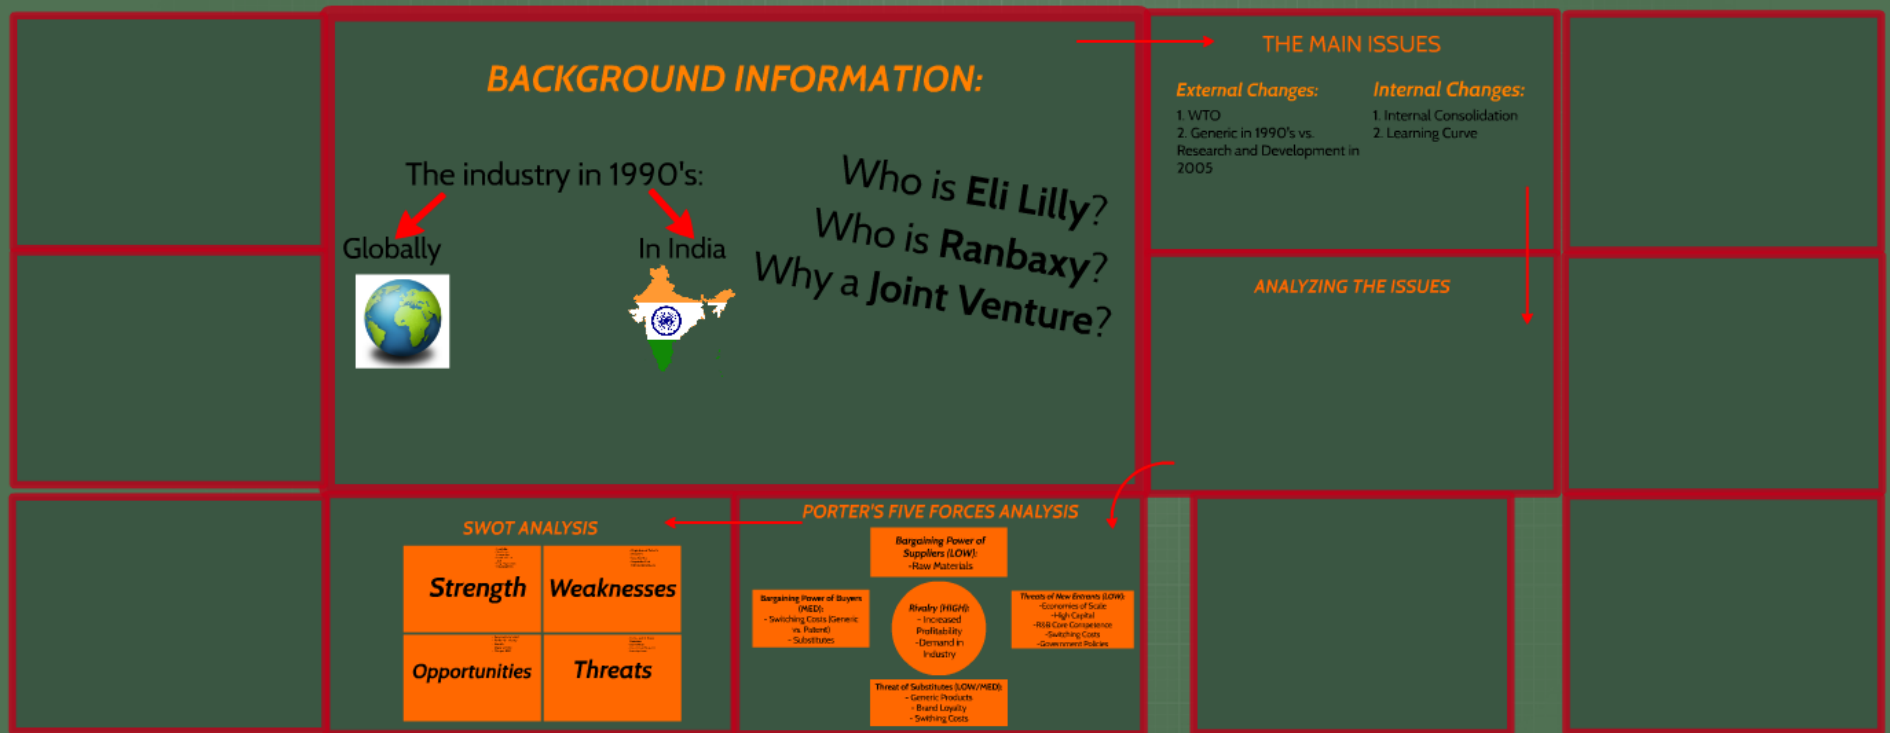 BACKGROUND INFORMATION:
The industry in 1990's:
Globally
In India
Who is Eli Lilly?
Who is Ranbaxy?
Why a Joint Venture?
THE MAIN ISSUES
External Changes:
1. WTO
2. Generic in 1990's vs.
Research and Development in
2005
Internal Changes:
1. Internal Consolidation
2. Learning Curve
ANALYZING THE ISSUES
PORTER'S FIVE FORCES ANALYSIS
Bargaining Power of
Suppliers (LOW):
-Raw Materials
Bargaining Power of Buyers
(MED):
- Switching Costs (Generic
vs. Patent)
- Substitutes
Rivalry (HIGH):
- Increased
Profitability
-Demand in
Industry
Threats of New Entrants (LOW):
-Economies of Scale
-High Capital
-R&B Core Competence
-Switching Costs
-Government Policies
Threat of Substitutes (LOW/MED):
- Generic Products
- Brand Loyalty
- Swithing Costs
SWOT ANALYSIS
Strength
Weaknesses
Opportunities
Threats